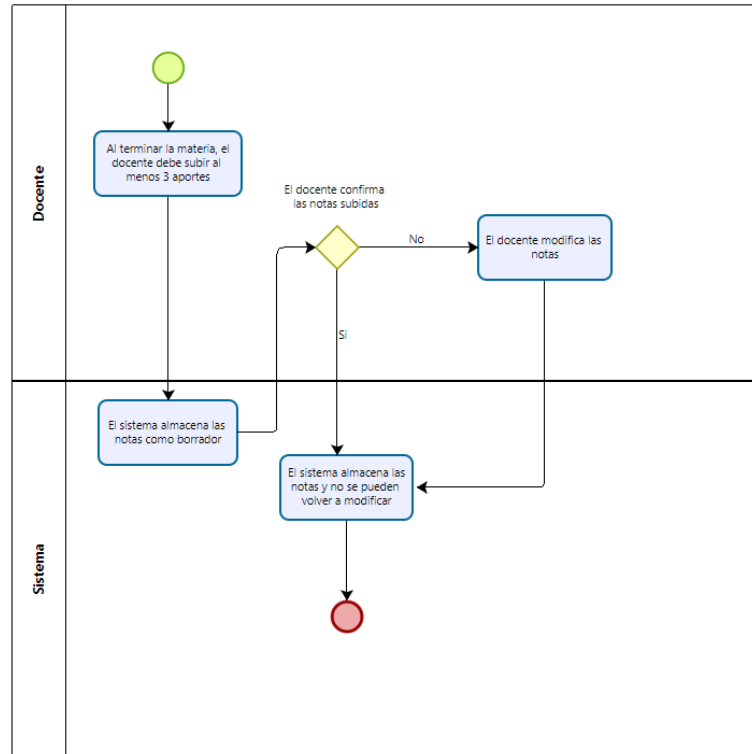 Docente
Al terminar la materia, el
docente debe subir al
menos 3 aportes
El docente confirma
las notas subidas
No
El docente modifica las
notas
Si
Sistema
El sistema almacena las
notas como borrador
El sistema almacena las
notas y no se pueden
volver a modificar